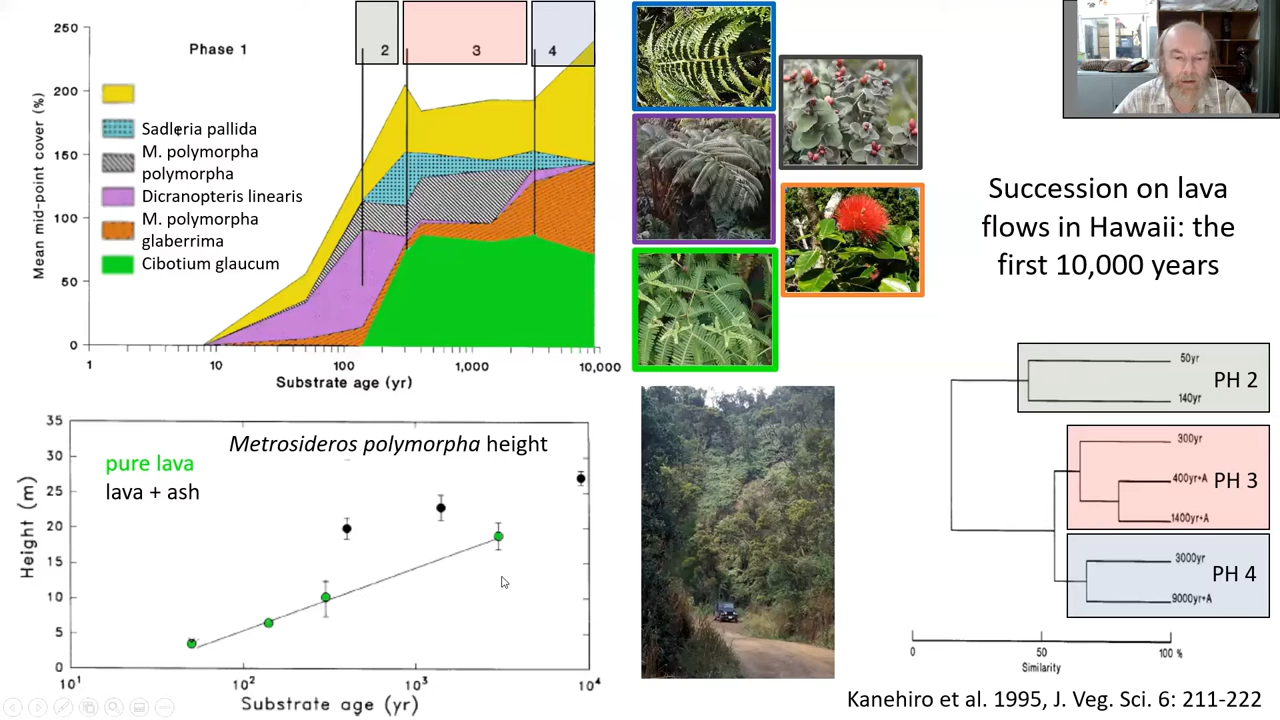 250
200
150
100
50
0
Mean mid-point cover (%)
Phase 1
2
3
4
Sadleria pallida
M. polymorpha
polymorpha
Dicranopteris linearis
M. polymorpha
glaberrima
Cibotium glaucum
1
10
100
1,000
10,000
Substrate age (yr)
Succession on lava
flows in Hawaii: the
first 10,000 years
35
30
25
20
15
10
5
0
Height (m)
Metrosideros polymorpha height
pure lava
lava + ash
10¹
10²
10³
10⁴
Substrate age (yr)
50yr
140yr
PH 2
300yr
400yr+A
1400yr+A
PH 3
3000yr
9000yr+A
PH 4
0
50
100 %
Similarity
Kanehiro et al. 1995, J. Veg. Sci. 6: 211-222